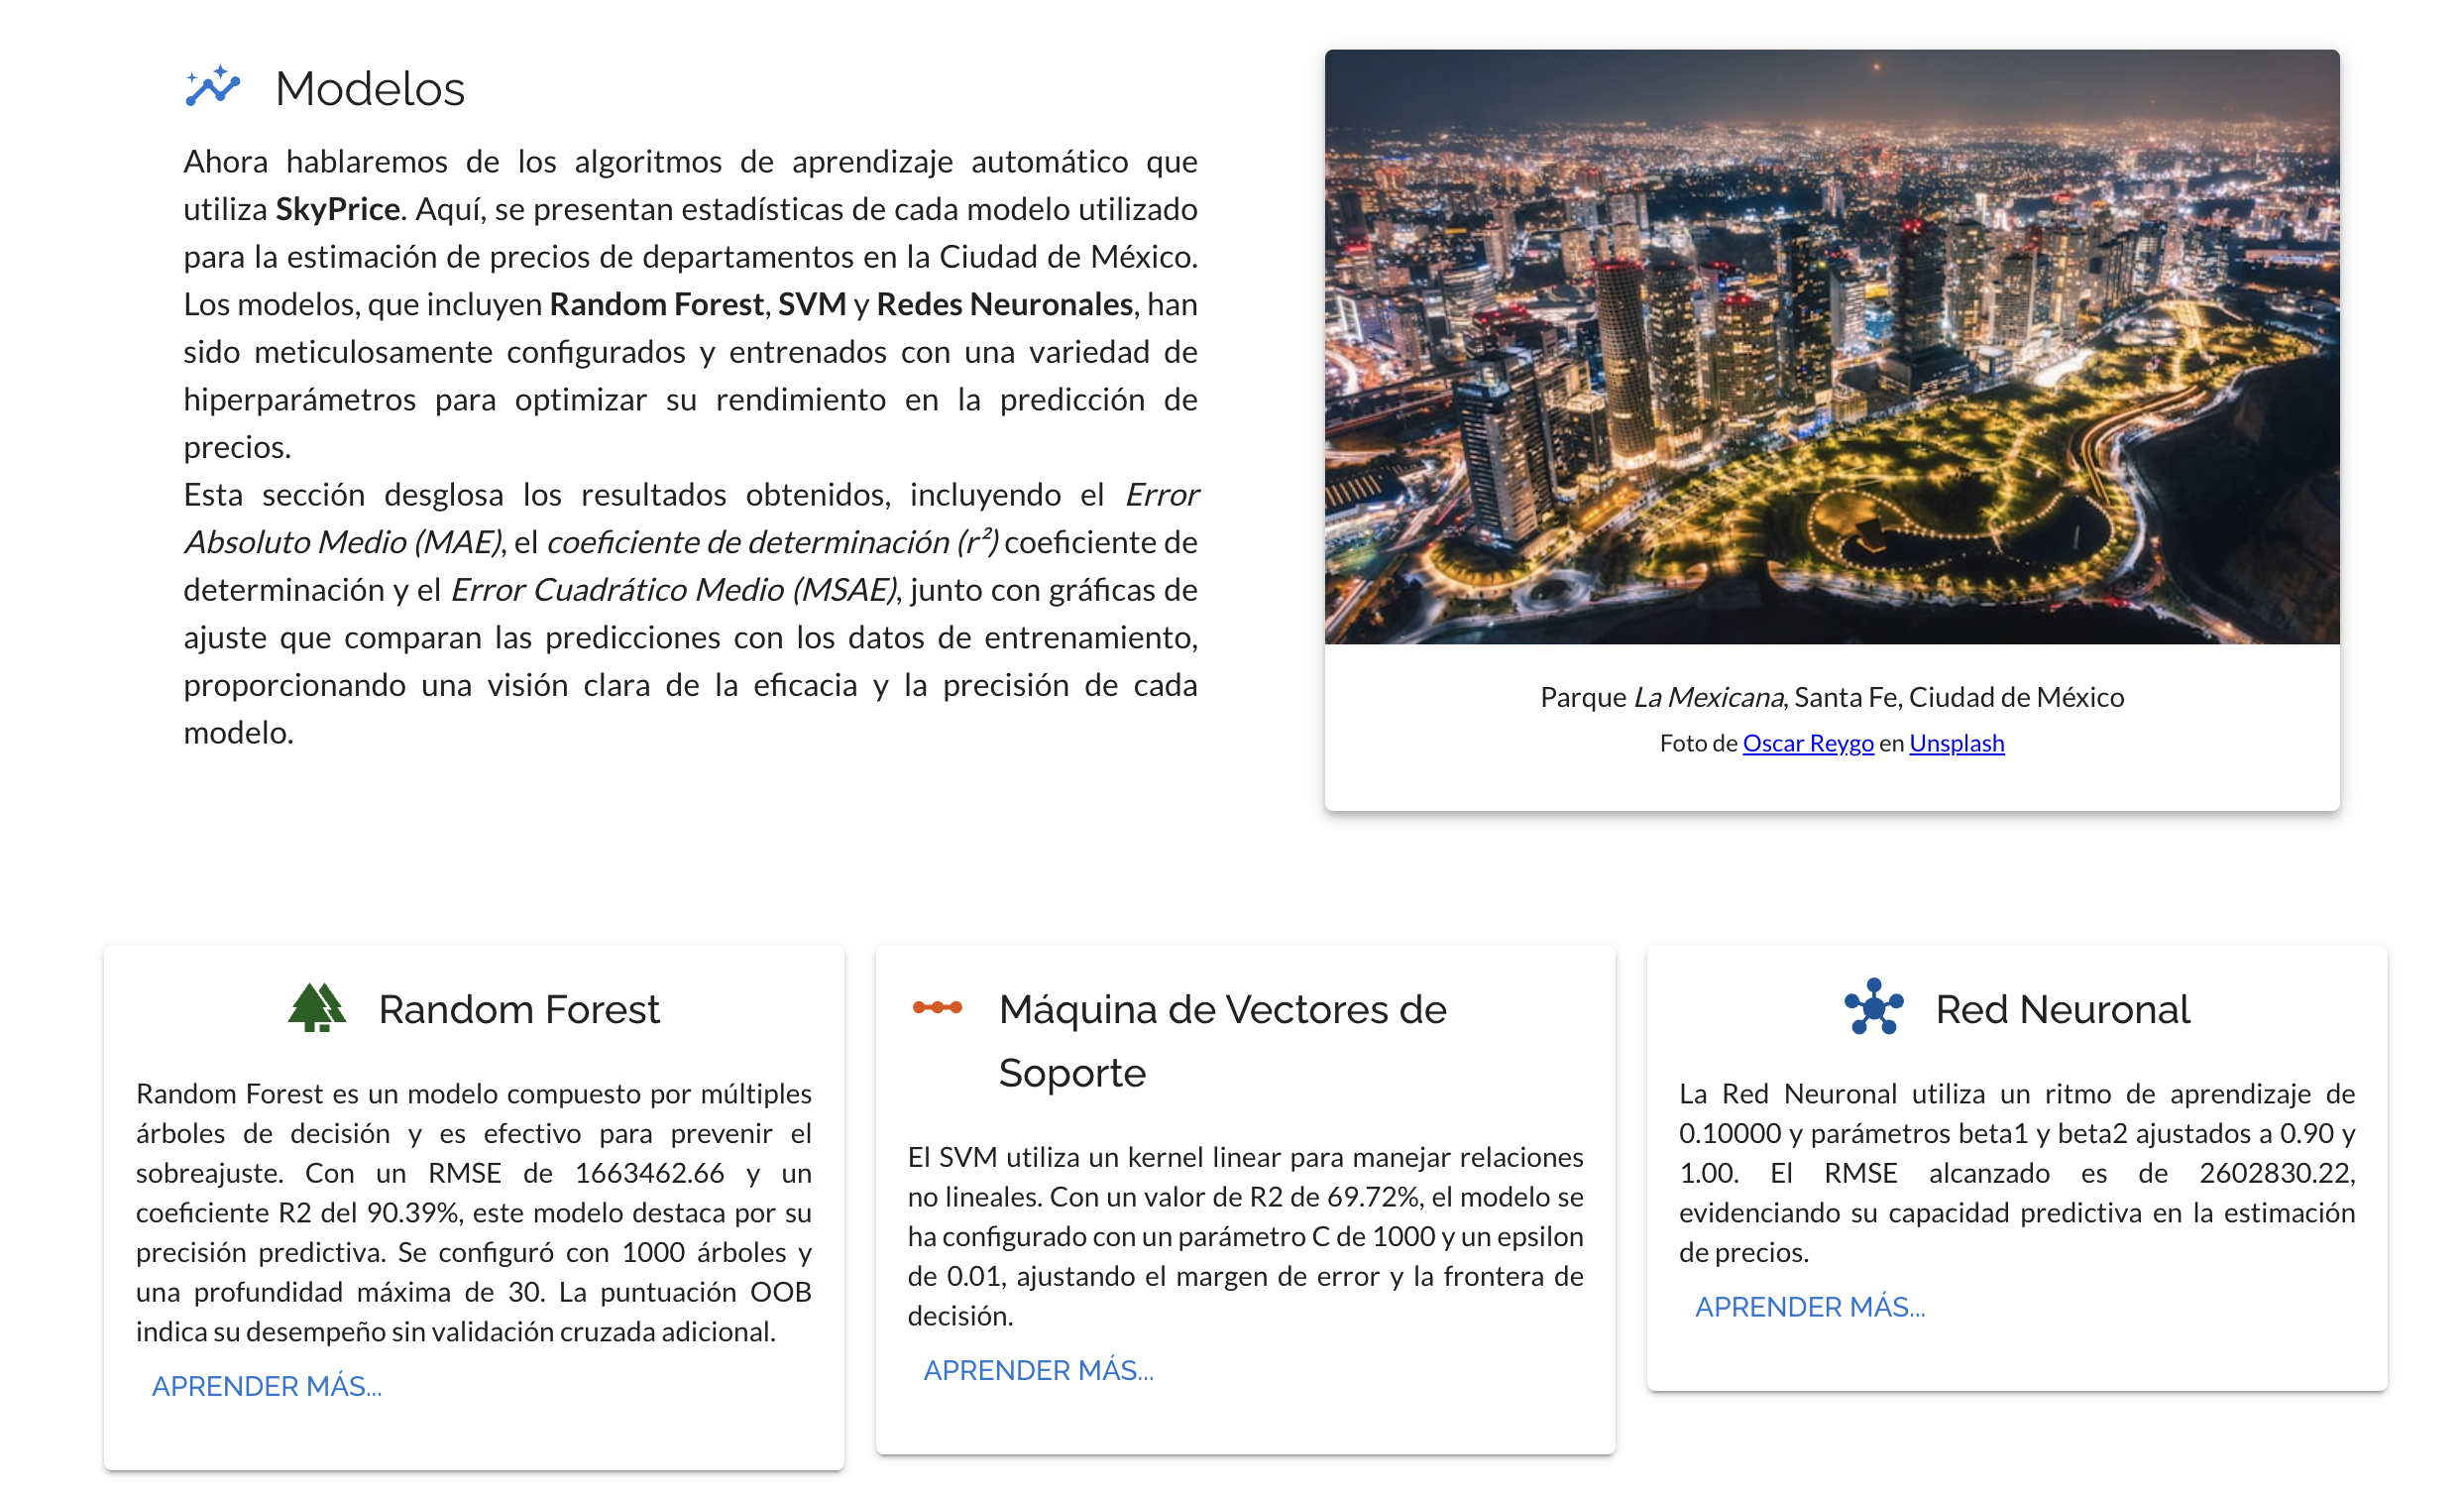 Modelos
Ahora hablaremos de los algoritmos de aprendizaje automático que
utiliza SkyPrice. Aquí, se presentan estadísticas de cada modelo utilizado
para la estimación de precios de departamentos en la Ciudad de México.
Los modelos, que incluyen Random Forest, SVM y Redes Neuronales, han
sido meticulosamente configurados y entrenados con una variedad de
hiperparámetros para optimizar su rendimiento en la predicción de
precios.
Esta sección desglosa los resultados obtenidos, incluyendo el Error
Absoluto Medio (MAE), el coeficiente de determinación (r²) coeficiente de
determinación y el Error Cuadrático Medio (MSAE), junto con gráficas de
ajuste que comparan las predicciones con los datos de entrenamiento,
proporcionando una visión clara de la eficacia y la precisión de cada
modelo.
Parque La Mexicana, Santa Fe, Ciudad de México
Foto de Oscar Reygo en Unsplash
Random Forest
Random Forest es un modelo compuesto por múltiples
árboles de decisión y es efectivo para prevenir el
sobreajuste. Con un RMSE de 1663462.66 y un
coeficiente R2 del 90.39%, este modelo destaca por su
precisión predictiva. Se configuró con 1000 árboles y
una profundidad máxima de 30. La puntuación OOB
indica su desempeño sin validación cruzada adicional.
APRENDER MÁS...
Máquina de Vectores de
Soporte
El SVM utiliza un kernel linear para manejar relaciones
no lineales. Con un valor de R2 de 69.72%, el modelo se
ha configurado con un parámetro C de 1000 y un epsilon
de 0.01, ajustando el margen de error y la frontera de
decisión.
APRENDER MÁS...
Red Neuronal
La Red Neuronal utiliza un ritmo de aprendizaje de
0.10000 y parámetros beta1 y beta2 ajustados a 0.90 y
1.00. El RMSE alcanzado es de 2602830.22,
evidenciando su capacidad predictiva en la estimación
de precios.
APRENDER MÁS...